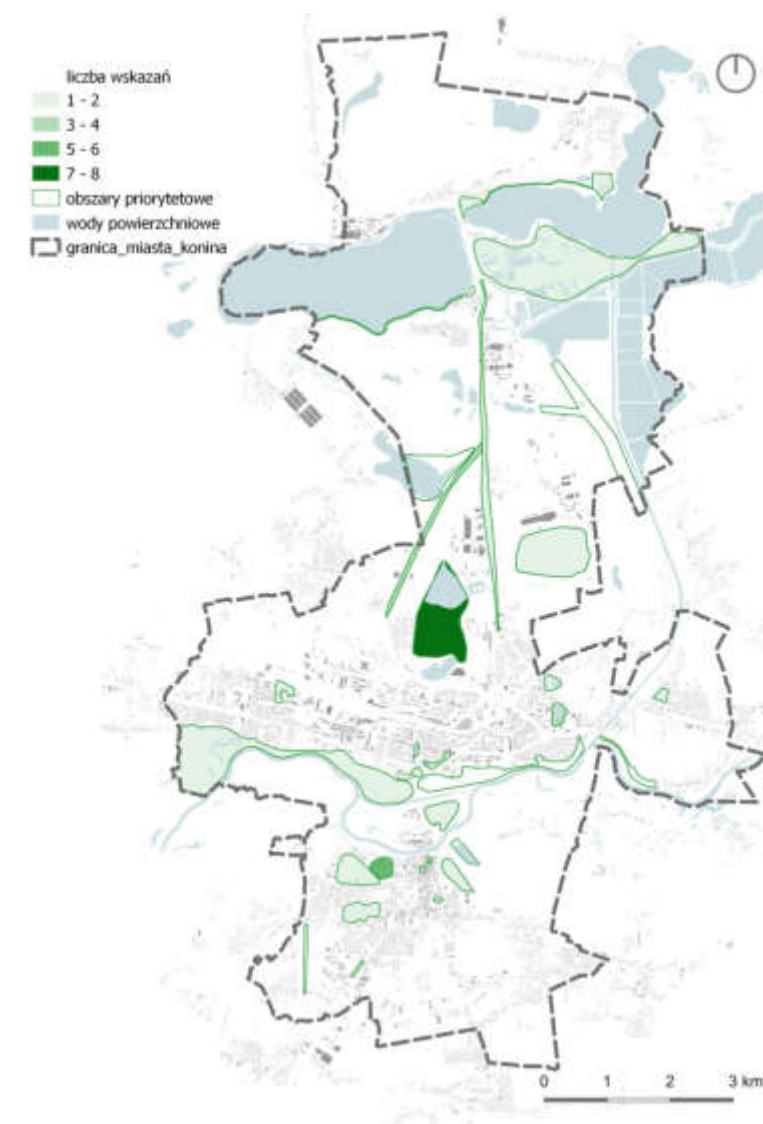 liczba wskazań
1 - 2
3 - 4
5 - 6
7 - 8
obszary priorytetowe
wody powierzchniowe
granica_miasta_konina
0 1 2 3 km